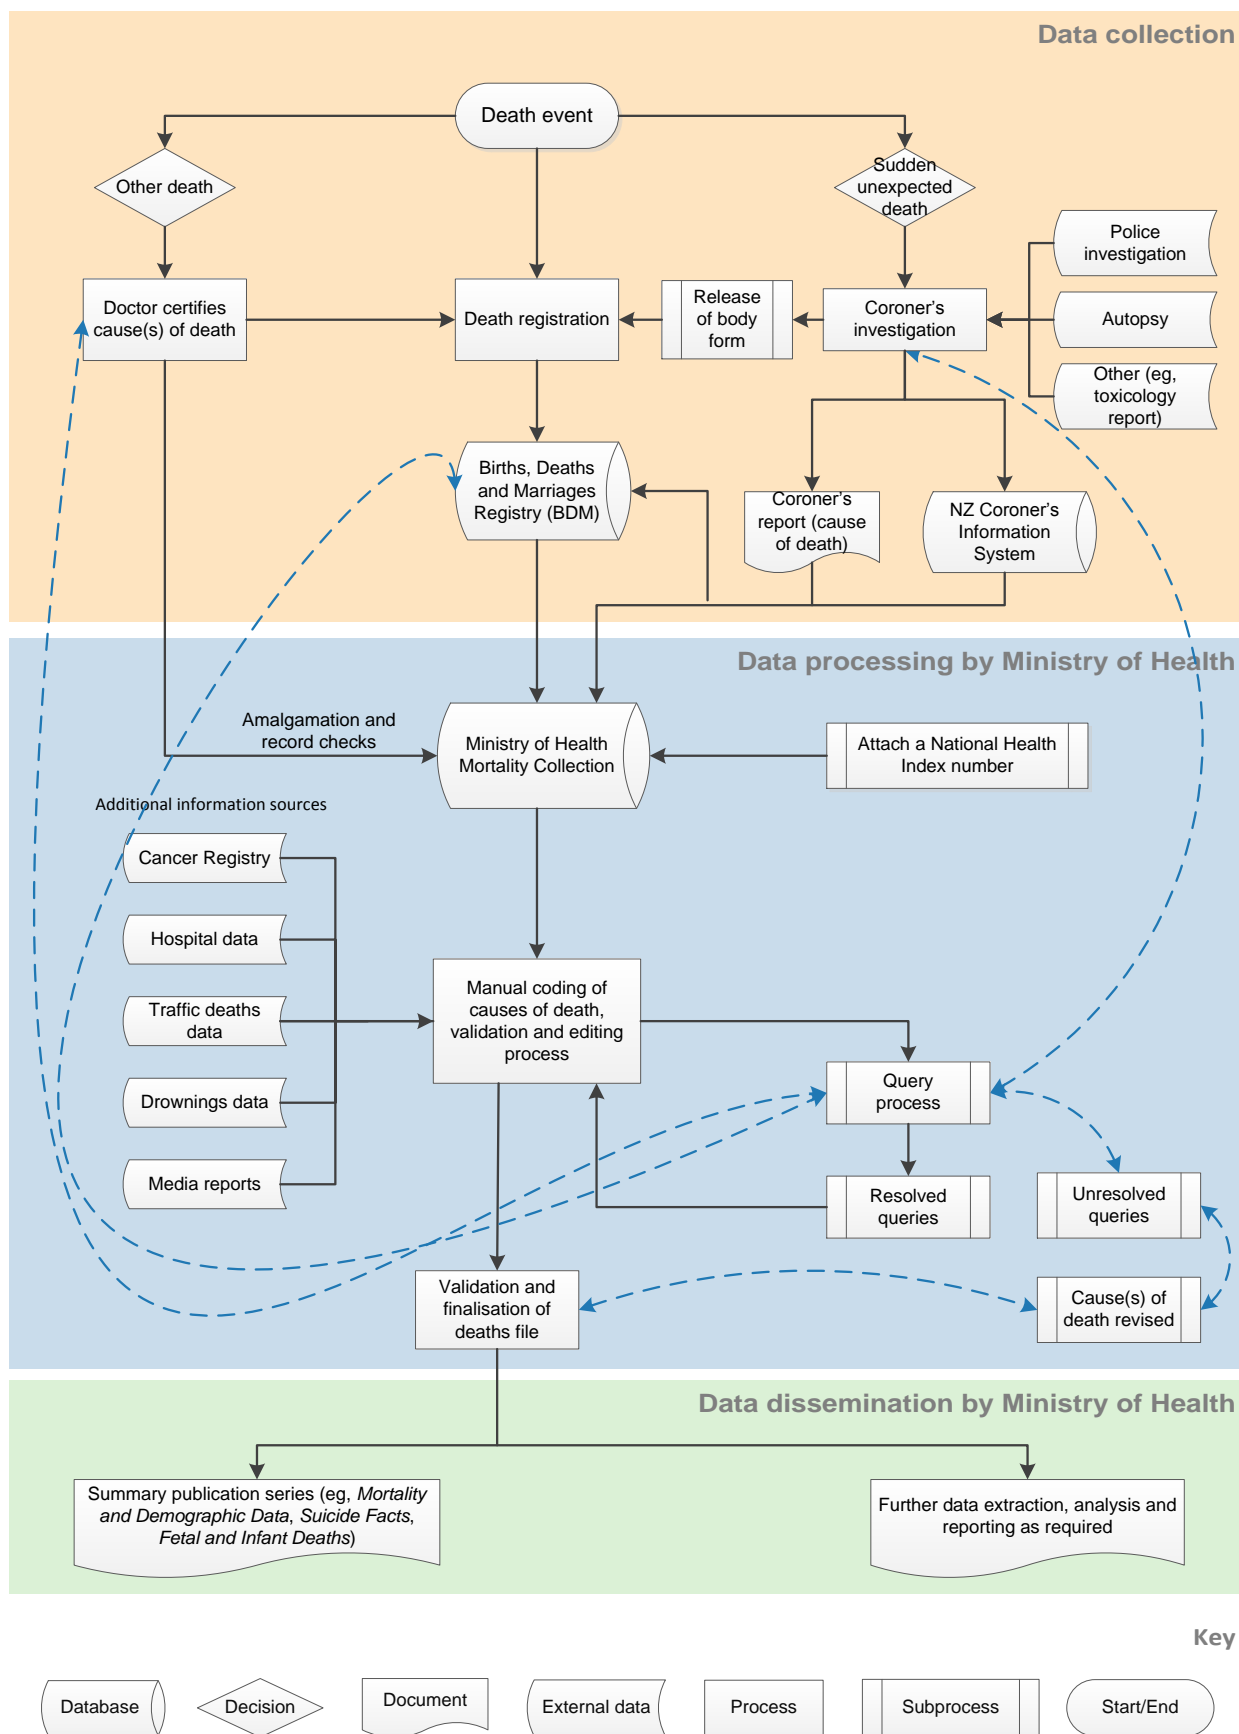 Data collection
Death event
Other death
Sudden
unexpected
death
Police
investigation
Doctor certifies
cause(s) of death
Death registration
Release
of body
form
Coroner's
investigation
Autopsy
Other (eg,
toxicology
report)
Births, Deaths
and Marriages
Registry (BDM)
Coroner's
report (cause
of death)
NZ Coroner's
Information
System
Data processing by Ministry of Health
Amalgamation and
record checks
Ministry of Health
Mortality Collection
Attach a National Health
Index number
Additional information sources
Cancer Registry
Hospital data
Traffic deaths
data
Drownings data
Media reports
Manual coding of
causes of death,
validation and editing
process
Query
process
Resolved
queries
Unresolved
queries
Validation and
finalisation of
deaths file
Cause(s) of
death revised
Data dissemination by Ministry of Health
Summary publication series (eg, Mortality
and Demographic Data, Suicide Facts,
Fetal and Infant Deaths)
Further data extraction, analysis and
reporting as required
Key
Database
Decision
Document
External data
Process
Subprocess
Start/End